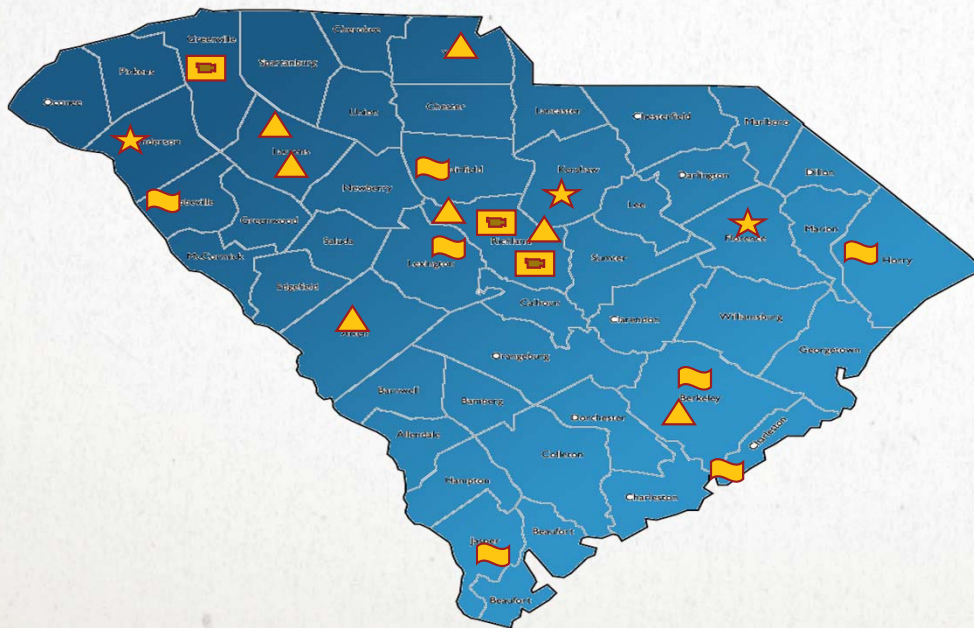 Cherokee
Greenville
Spartanburg
Pickens
Oconee
Union
Chester
Lancaster
Chesterfield
Marlboro
Dillon
Darlington
Kershaw
Newberry
Lee
Marion
Florence
Horry
Greenwood
Saluda
Richland
Lexington
Sumter
McCormick
Edgefield
Calhoun
Clarendon
Williamsburg
Georgetown
Orangeburg
Barnwell
Bamberg
Berkeley
Dorchester
Charleston
Allendale
Colleton
Hampton
Charleston
Beaufort
Jasper
Beaufort